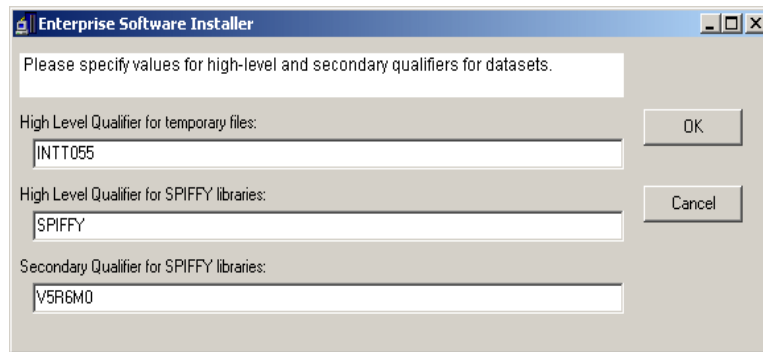 Enterprise Software Installer
Please specify values for high-level and secondary qualifiers for datasets.
High Level Qualifier for temporary files:
OK
INTT055
High Level Qualifier for SPIFFY libraries:
Cancel
SPIFFY
Secondary Qualifier for SPIFFY libraries:
V5R6M0